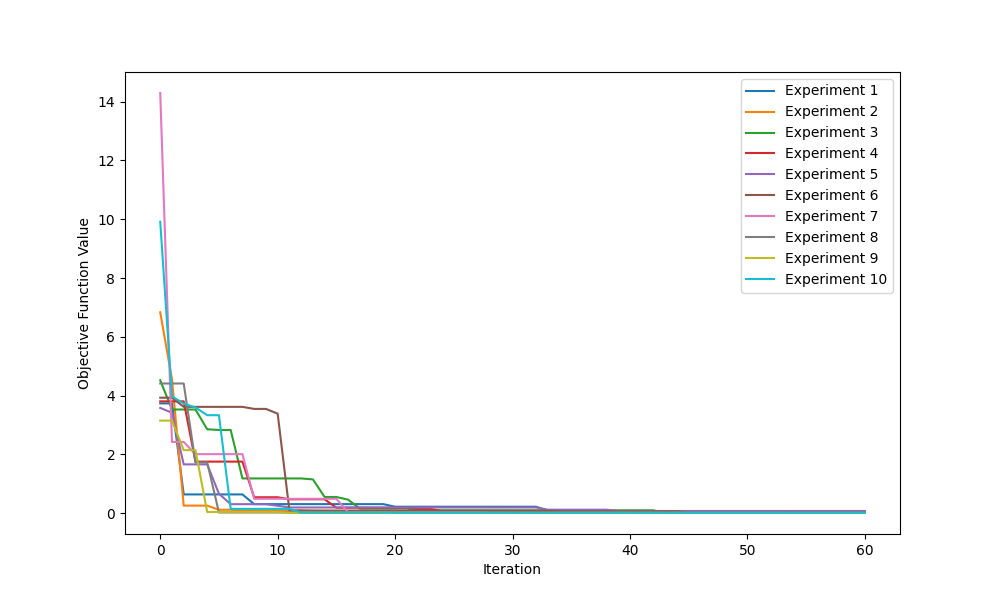 14
12
10
8
6
4
2
0
Objective Function Value
0 10 20 30 40 50 60
Iteration
Experiment 1
Experiment 2
Experiment 3
Experiment 4
Experiment 5
Experiment 6
Experiment 7
Experiment 8
Experiment 9
Experiment 10